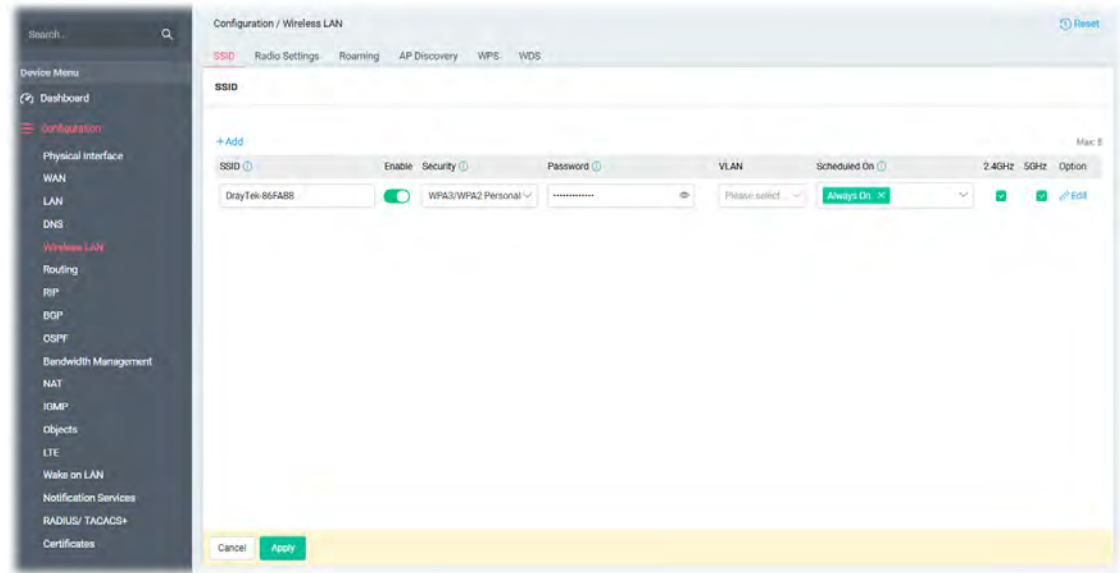 Search...
Device Menu
Dashboard
Configuration
Physical Interface
WAN
LAN
DNS
Wireless LAN
Routing
RIP
BGP
OSPF
Bandwidth Management
NAT
IGMP
Objects
LTE
Wake on LAN
Notification Services
RADIUS/ TACACS+
Certificates
Configuration / Wireless LAN
Reset
SSID Radio Settings Roaming AP Discovery WPS WDS
SSID
+Add
Max: 8
SSID Enable Security Password VLAN Scheduled On 2.4GHz 5GHz Option
DrayTek-86FA88 WPA3/WPA2 Personal ------------- Please select ... Always On × Edit
Cancel Apply